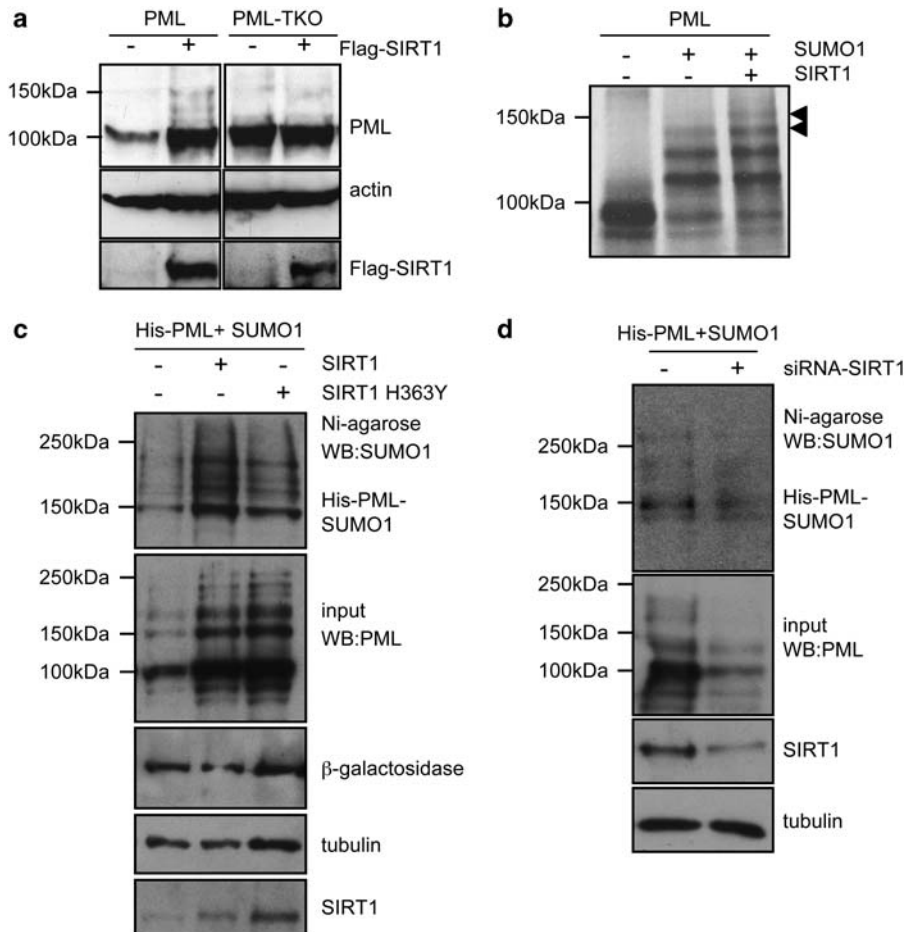 a
PML PML-TKO
- + - + Flag-SIRT1
150kDa
100kDa
PML
actin
Flag-SIRT1
b
PML
- + + SUMO1
- - + SIRT1
150kDa
100kDa
c
His-PML+ SUMO1
- + - SIRT1
- - + SIRT1 H363Y
250kDa
150kDa
Ni-agarose
WB:SUMO1
His-PML-
SUMO1
250kDa
150kDa
100kDa
input
WB:PML
β-galactosidase
tubulin
SIRT1
d
His-PML+SUMO1
- + siRNA-SIRT1
250kDa
150kDa
Ni-agarose
WB:SUMO1
His-PML-
SUMO1
250kDa
150kDa
100kDa
input
WB:PML
SIRT1
tubulin